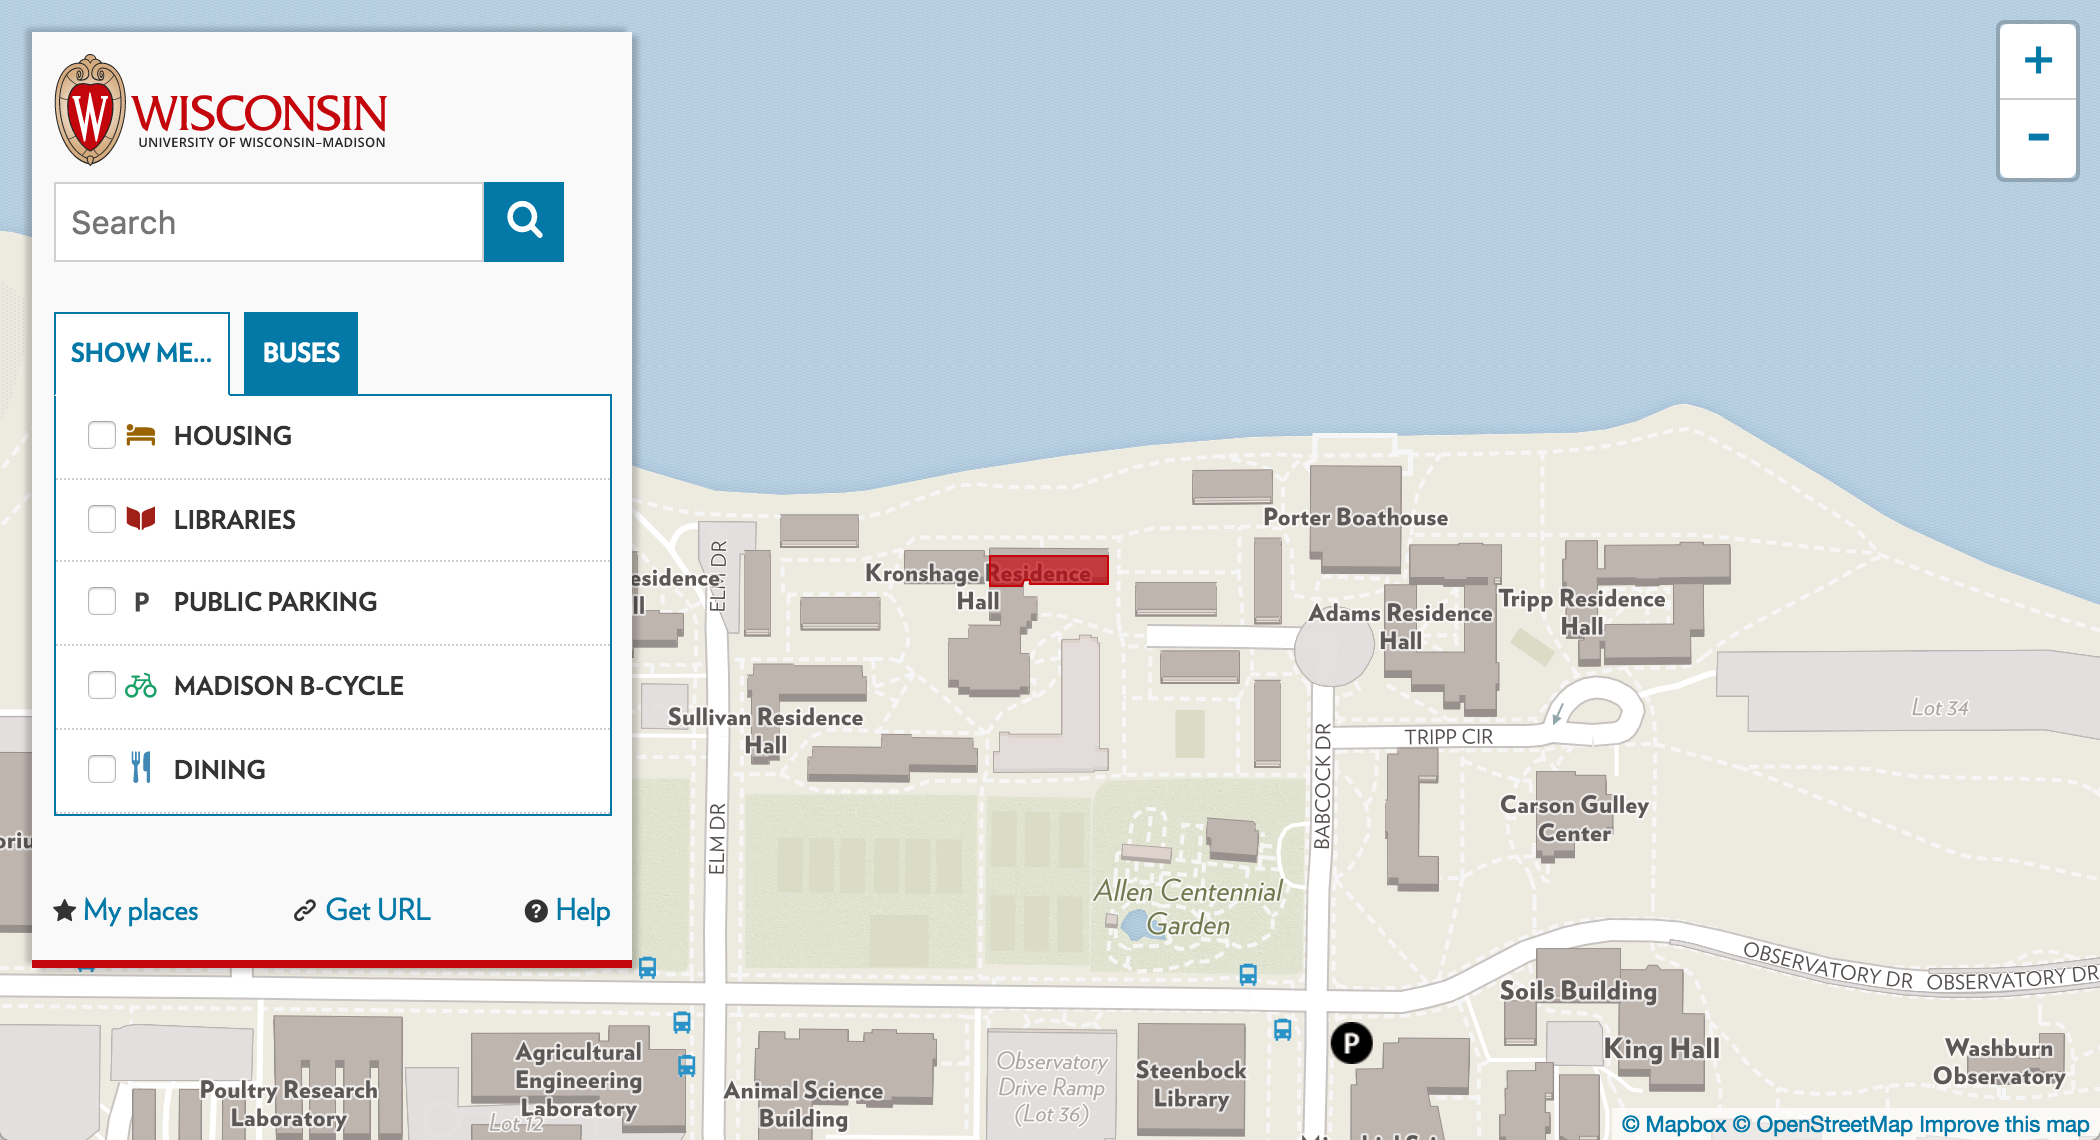 W
WISCONSIN
UNIVERSITY OF WISCONSIN–MADISON
Search
SHOW ME...
BUSES
HOUSING
LIBRARIES
P
PUBLIC PARKING
MADISON B-CYCLE
DINING
My places
Get URL
? Help
+
-
Porter Boathouse
Kronshage Residence
Hall
esidence
ll
ELM DR
Adams Residence
Hall
Tripp Residence
Hall
Sullivan Residence
Hall
Lot 34
TRIPP CIR
BABCOCK DR
ELM DR
Carson Gulley
Center
Allen Centennial
Garden
OBSERVATORY DR
OBSERVATORY DR
Soils Building
King Hall
Washburn
Observatory
P
Agricultural
Engineering
Laboratory
Lot 12
Poultry Research
Laboratory
Animal Science
Building
Observatory
Drive Ramp
(Lot 36)
Steenbock
Library
© Mapbox © OpenStreetMap Improve this map